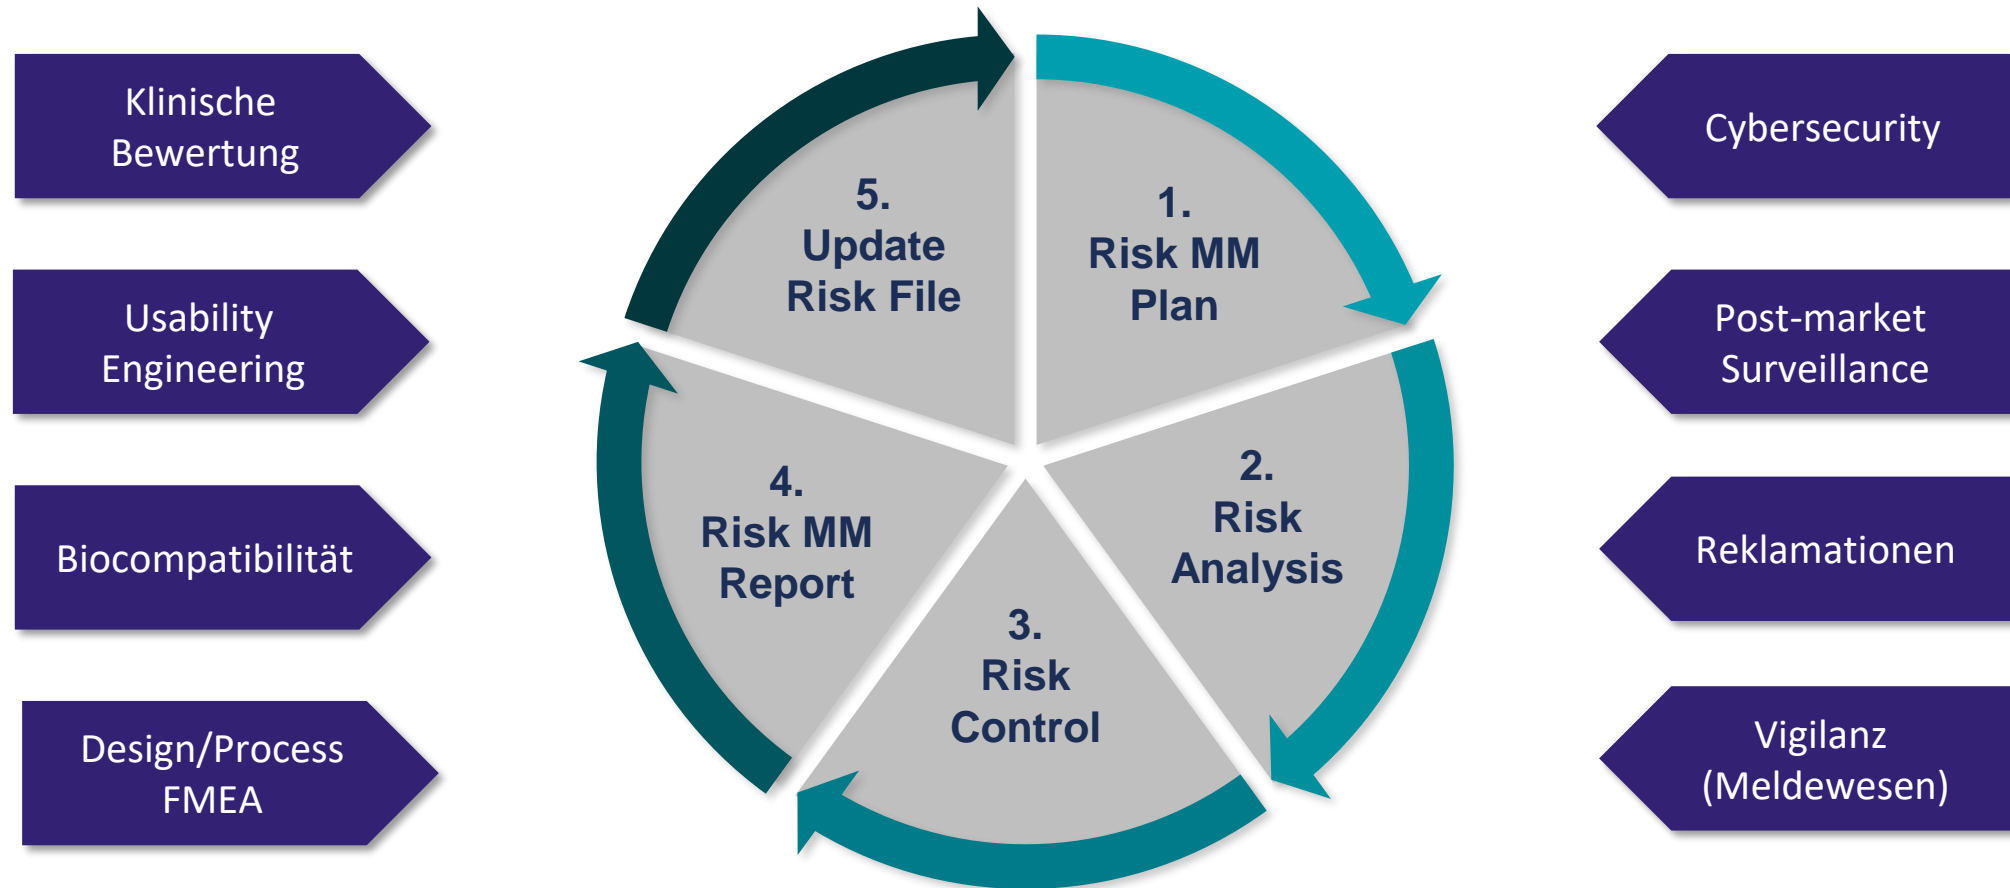 Klinische
Bewertung
Usability
Engineering
Biocompatibilität
Design/Process
FMEA
1.
Risk MM
Plan
2.
Risk
Analysis
3.
Risk
Control
4.
Risk MM
Report
5.
Update
Risk File
Cybersecurity
Post-market
Surveillance
Reklamationen
Vigilanz
(Meldewesen)